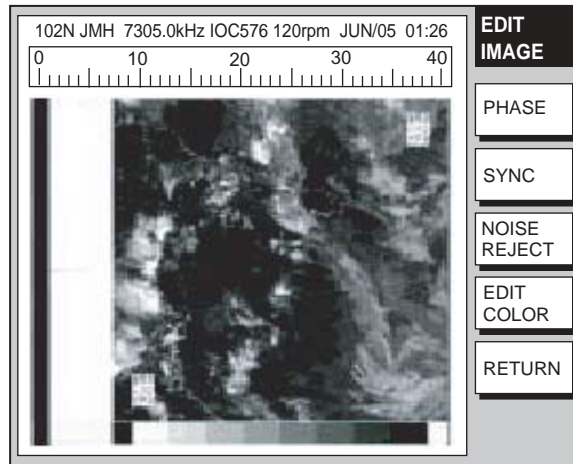 102N JMH 7305.0kHz IOC576 120rpm JUN/05 01:26
0 10 20 30 40
EDIT
IMAGE
PHASE
SYNC
NOISE
REJECT
EDIT
COLOR
RETURN